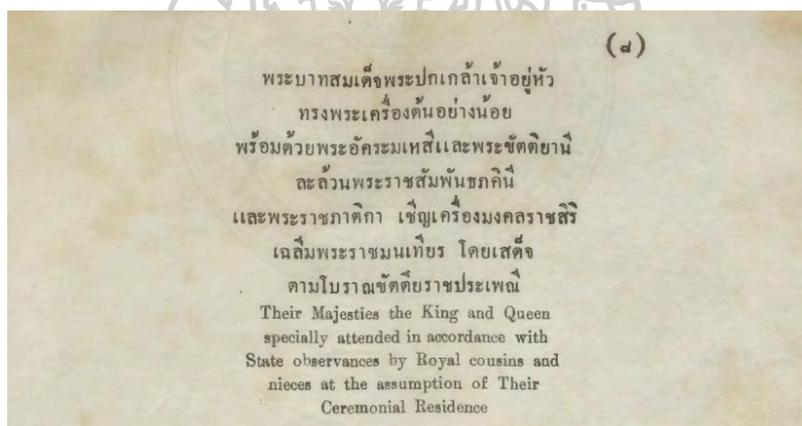 (๘)
พระบาทสมเด็จพระปกเกล้าเจ้าอยู่หัว
ทรงพระเครื่องต้นอย่างน้อย
พร้อมด้วยพระอัคระมเหสีและพระขัตติยานี
ละล้วนพระราชสัมพันธภคินี
และพระราชภาติกา เชิญเครื่องมงคลราชสิริ
เฉลิมพระราชมนเทียร โดยเสด็จ
ตามโบราณขัตติยราชประเพณี
Their Majesties the King and Queen
specially attended in accordance with
State observances by Royal cousins and
nieces at the assumption of Their
Ceremonial Residence